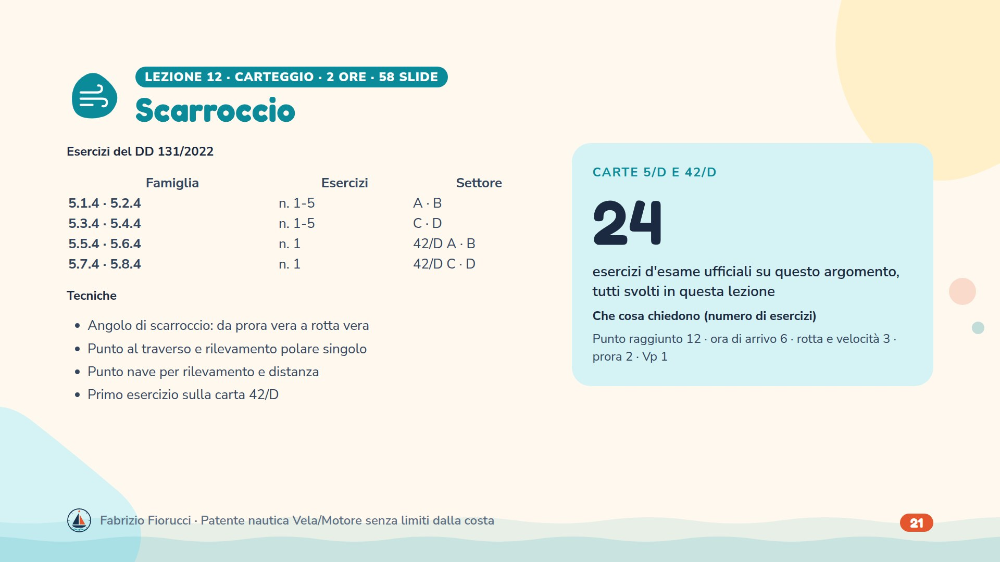 LEZIONE 12 · CARTEGGIO · 2 ORE · 58 SLIDE
Scarroccio
Esercizi del DD 131/2022
Famiglia Esercizi Settore
5.1.4 · 5.2.4 n. 1-5 A · B
5.3.4 · 5.4.4 n. 1-5 C · D
5.5.4 · 5.6.4 n. 1 42/D A · B
5.7.4 · 5.8.4 n. 1 42/D C · D
Tecniche
• Angolo di scarroccio: da prora vera a rotta vera
• Punto al traverso e rilevamento polare singolo
• Punto nave per rilevamento e distanza
• Primo esercizio sulla carta 42/D
CARTE 5/D E 42/D
24
esercizi d'esame ufficiali su questo argomento,
tutti svolti in questa lezione
Che cosa chiedono (numero di esercizi)
Punto raggiunto 12 · ora di arrivo 6 · rotta e velocità 3 ·
prora 2 · Vp 1
Fabrizio Fiorucci · Patente nautica Vela/Motore senza limiti dalla costa
21